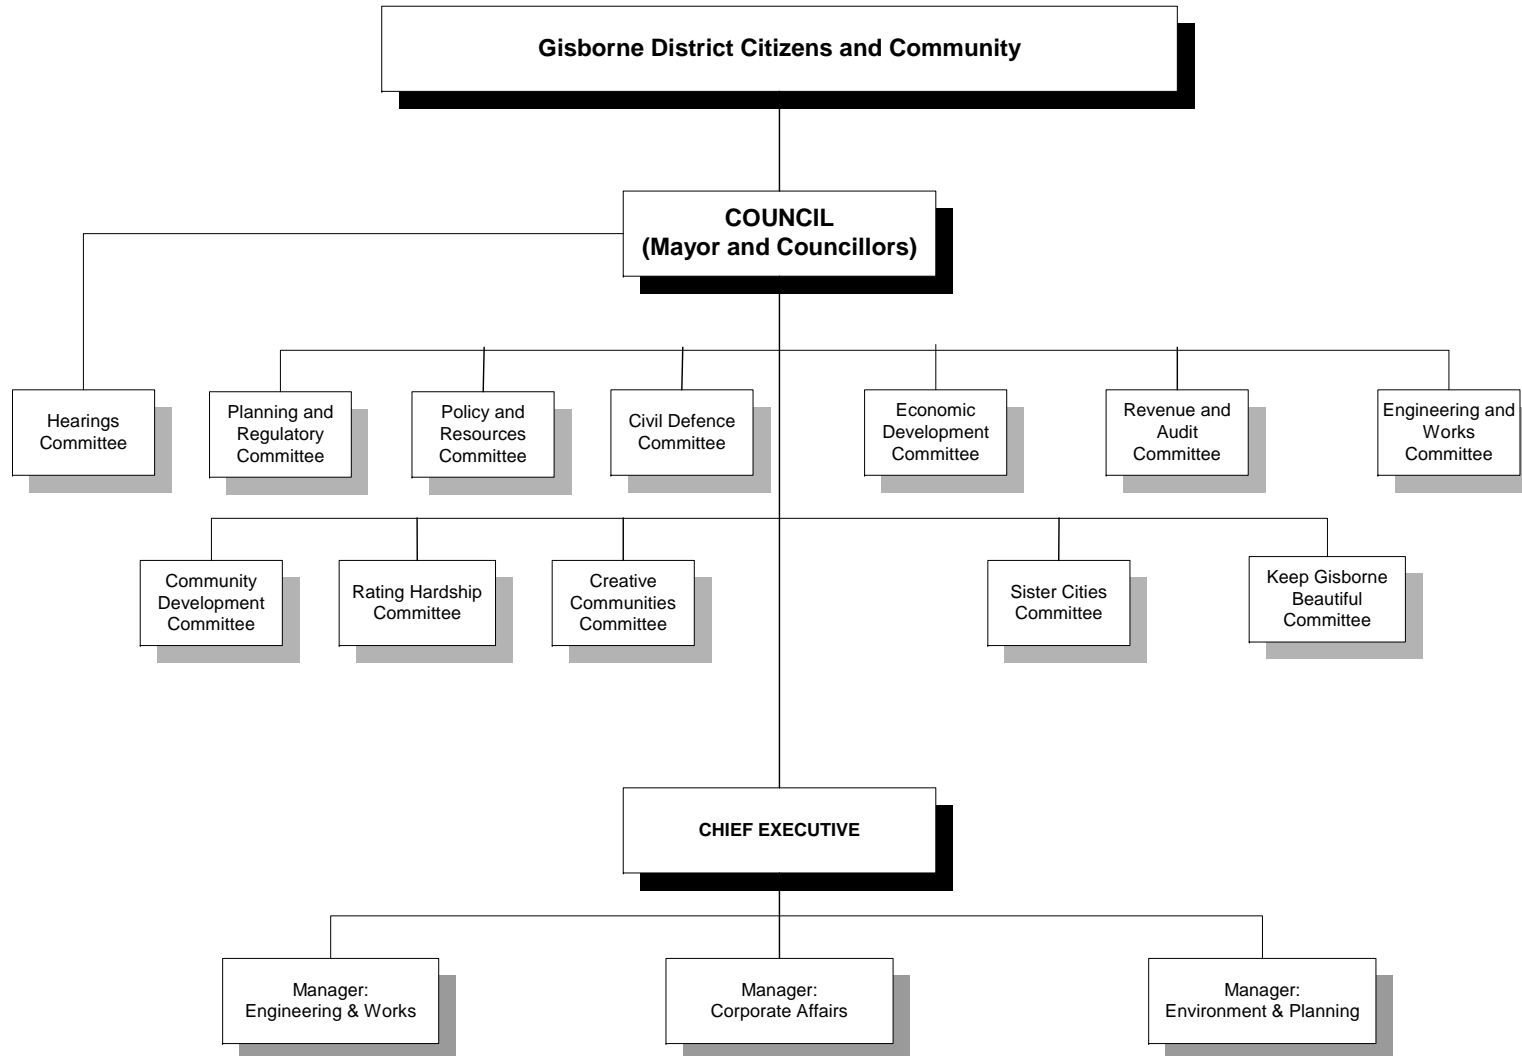 Gisborne District Citizens and Community
COUNCIL
(Mayor and Councillors)
Hearings
Committee
Planning and
Regulatory
Committee
Policy and
Resources
Committee
Civil Defence
Committee
Economic
Development
Committee
Revenue and
Audit
Committee
Engineering and
Works
Committee
Community
Development
Committee
Rating Hardship
Committee
Creative
Communities
Committee
Sister Cities
Committee
Keep Gisborne
Beautiful
Committee
CHIEF EXECUTIVE
Manager:
Engineering & Works
Manager:
Corporate Affairs
Manager:
Environment & Planning